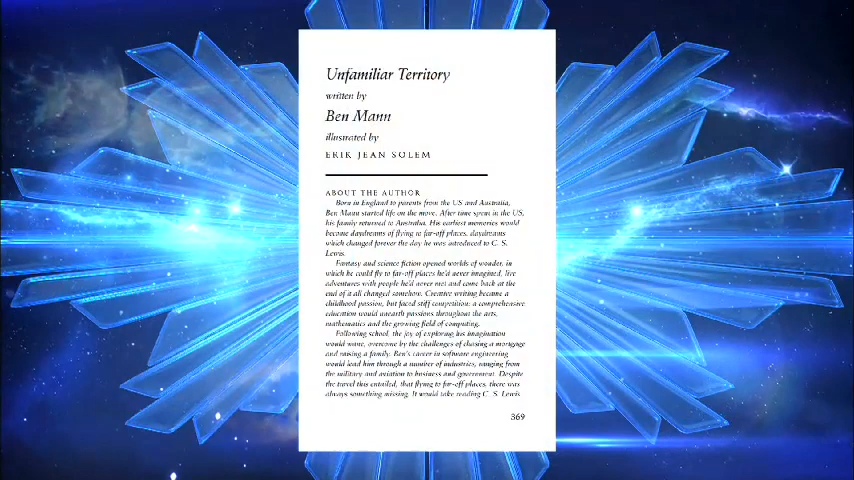 Unfamiliar Territory
written by
Ben Mann
illustrated by
ERIK JEAN SOLEM
ABOUT THE AUTHOR
Born in England to parents from the US and Australia,
Ben Mann started life on the move. After time spent in the US,
his family returned to Australia. His earliest memories would
become daydreams of flying to far-off places, daydreams
which changed forever the day he was introduced to C. S.
Lewis.
Fantasy and science fiction opened worlds of wonder, in
which he could fly to far-off places he'd never imagined, live
adventures with people he'd never met and come back at the
end of it all changed somehow. Creative writing became a
childhood passion, but faced stiff competition: a comprehensive
education would unearth passions throughout the arts,
mathematics and the growing field of computing.
Following school, the joy of exploring his imagination
would wane, overcome by the challenges of chasing a mortgage
and raising a family. Ben's career in software engineering
would lead him through a number of industries, ranging from
the military and aviation to business and government. Despite
the travel this entailed, that flying to far-off places, there was
always something missing. It would take reading C. S. Lewis
369